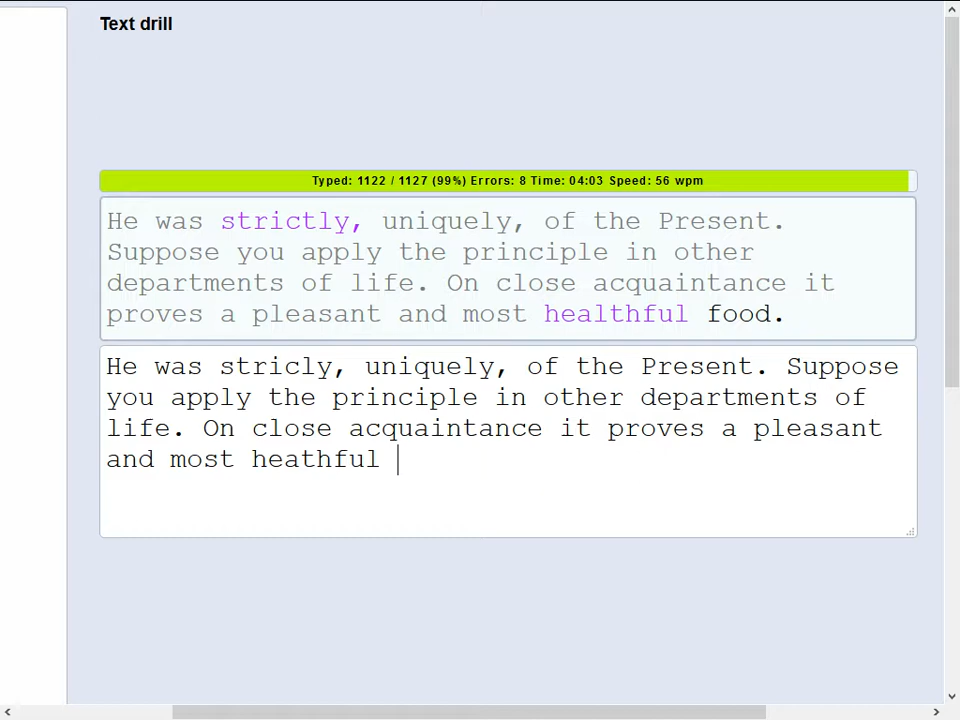 Text drill
Typed: 1122 / 1127 (99%) Errors: 8 Time: 04:03 Speed: 56 wpm
He was strictly, uniquely, of the Present.
Suppose you apply the principle in other
departments of life. On close acquaintance it
proves a pleasant and most healthful food.
He was stricly, uniquely, of the Present. Suppose
you apply the principle in other departments of
life. On close acquaintance it proves a pleasant
and most heathful